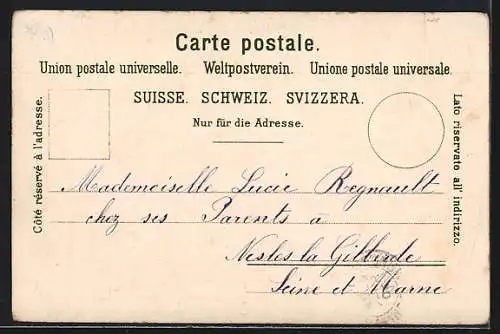 Carte postale.
Union postale universelle. Weltpostverein. Unione postale universale.
SUISSE. SCHWEIZ. SVIZZERA.
Nur für die Adresse.
Côté réservé à l'adresse.
Lato riservato all' indirizzo.
Mademoiselle Lucie Regnault
chez ses Parents à
Nesles la Gilberde
Seine et Marne